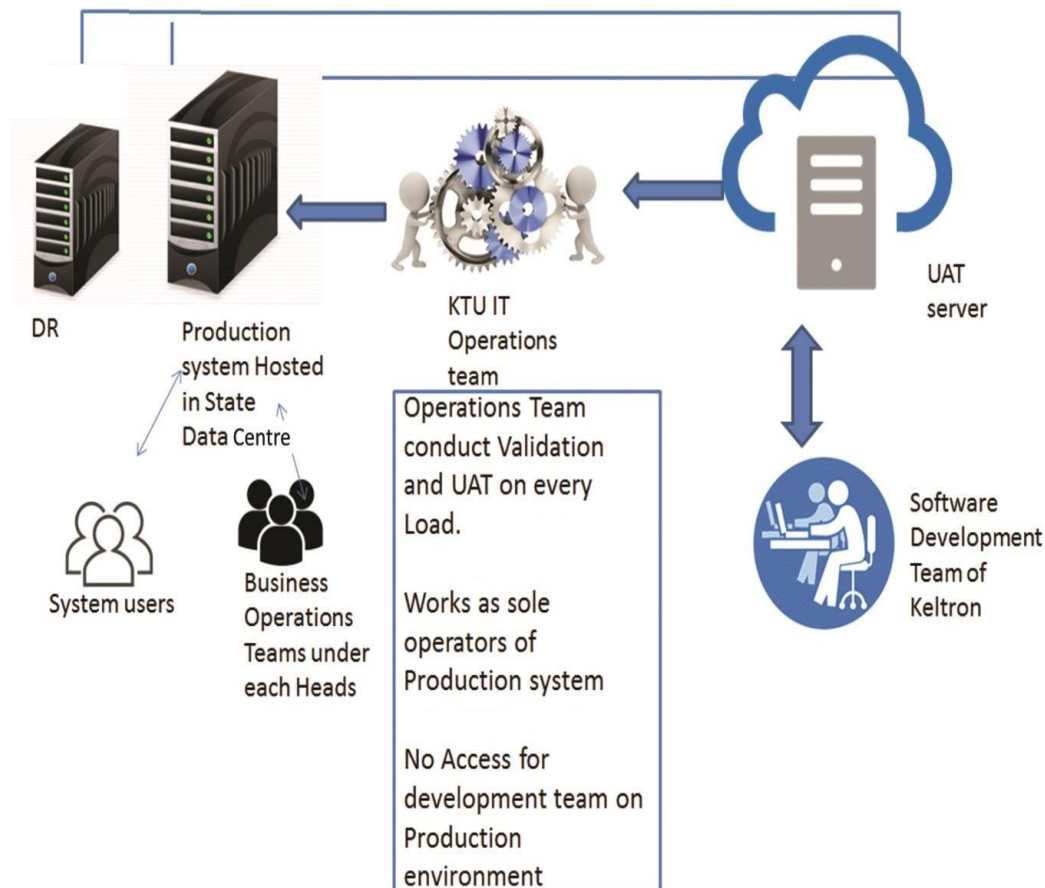 DR
Production
system Hosted
in State
Data Centre
KTU IT
Operations
team
UAT
server
Operations Team
conduct Validation
and UAT on every
Load.
Works as sole
operators of
Production system
No Access for
development team on
Production
environment
System users
Business
Operations
Teams under
each Heads
Software
Development
Team of
Keltron